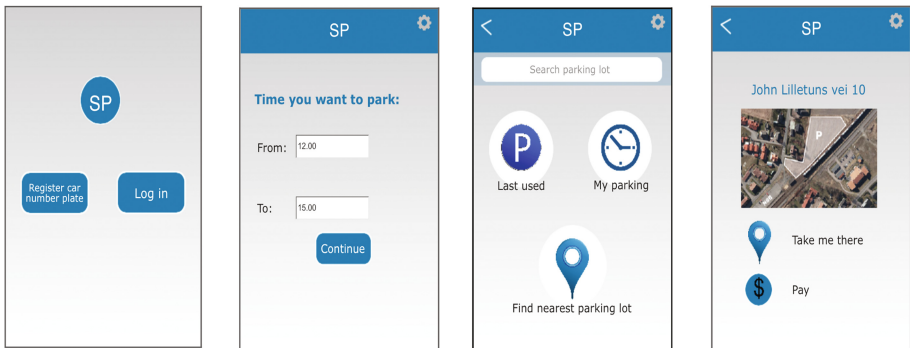 SP
Register car
number plate
Log in
SP
Time you want to park:
From: 12.00
To: 15.00
Continue
SP
Search parking lot
P
Last used
My parking
Find nearest parking lot
SP
John Lilletuns vei 10
P
Take me there
$
Pay